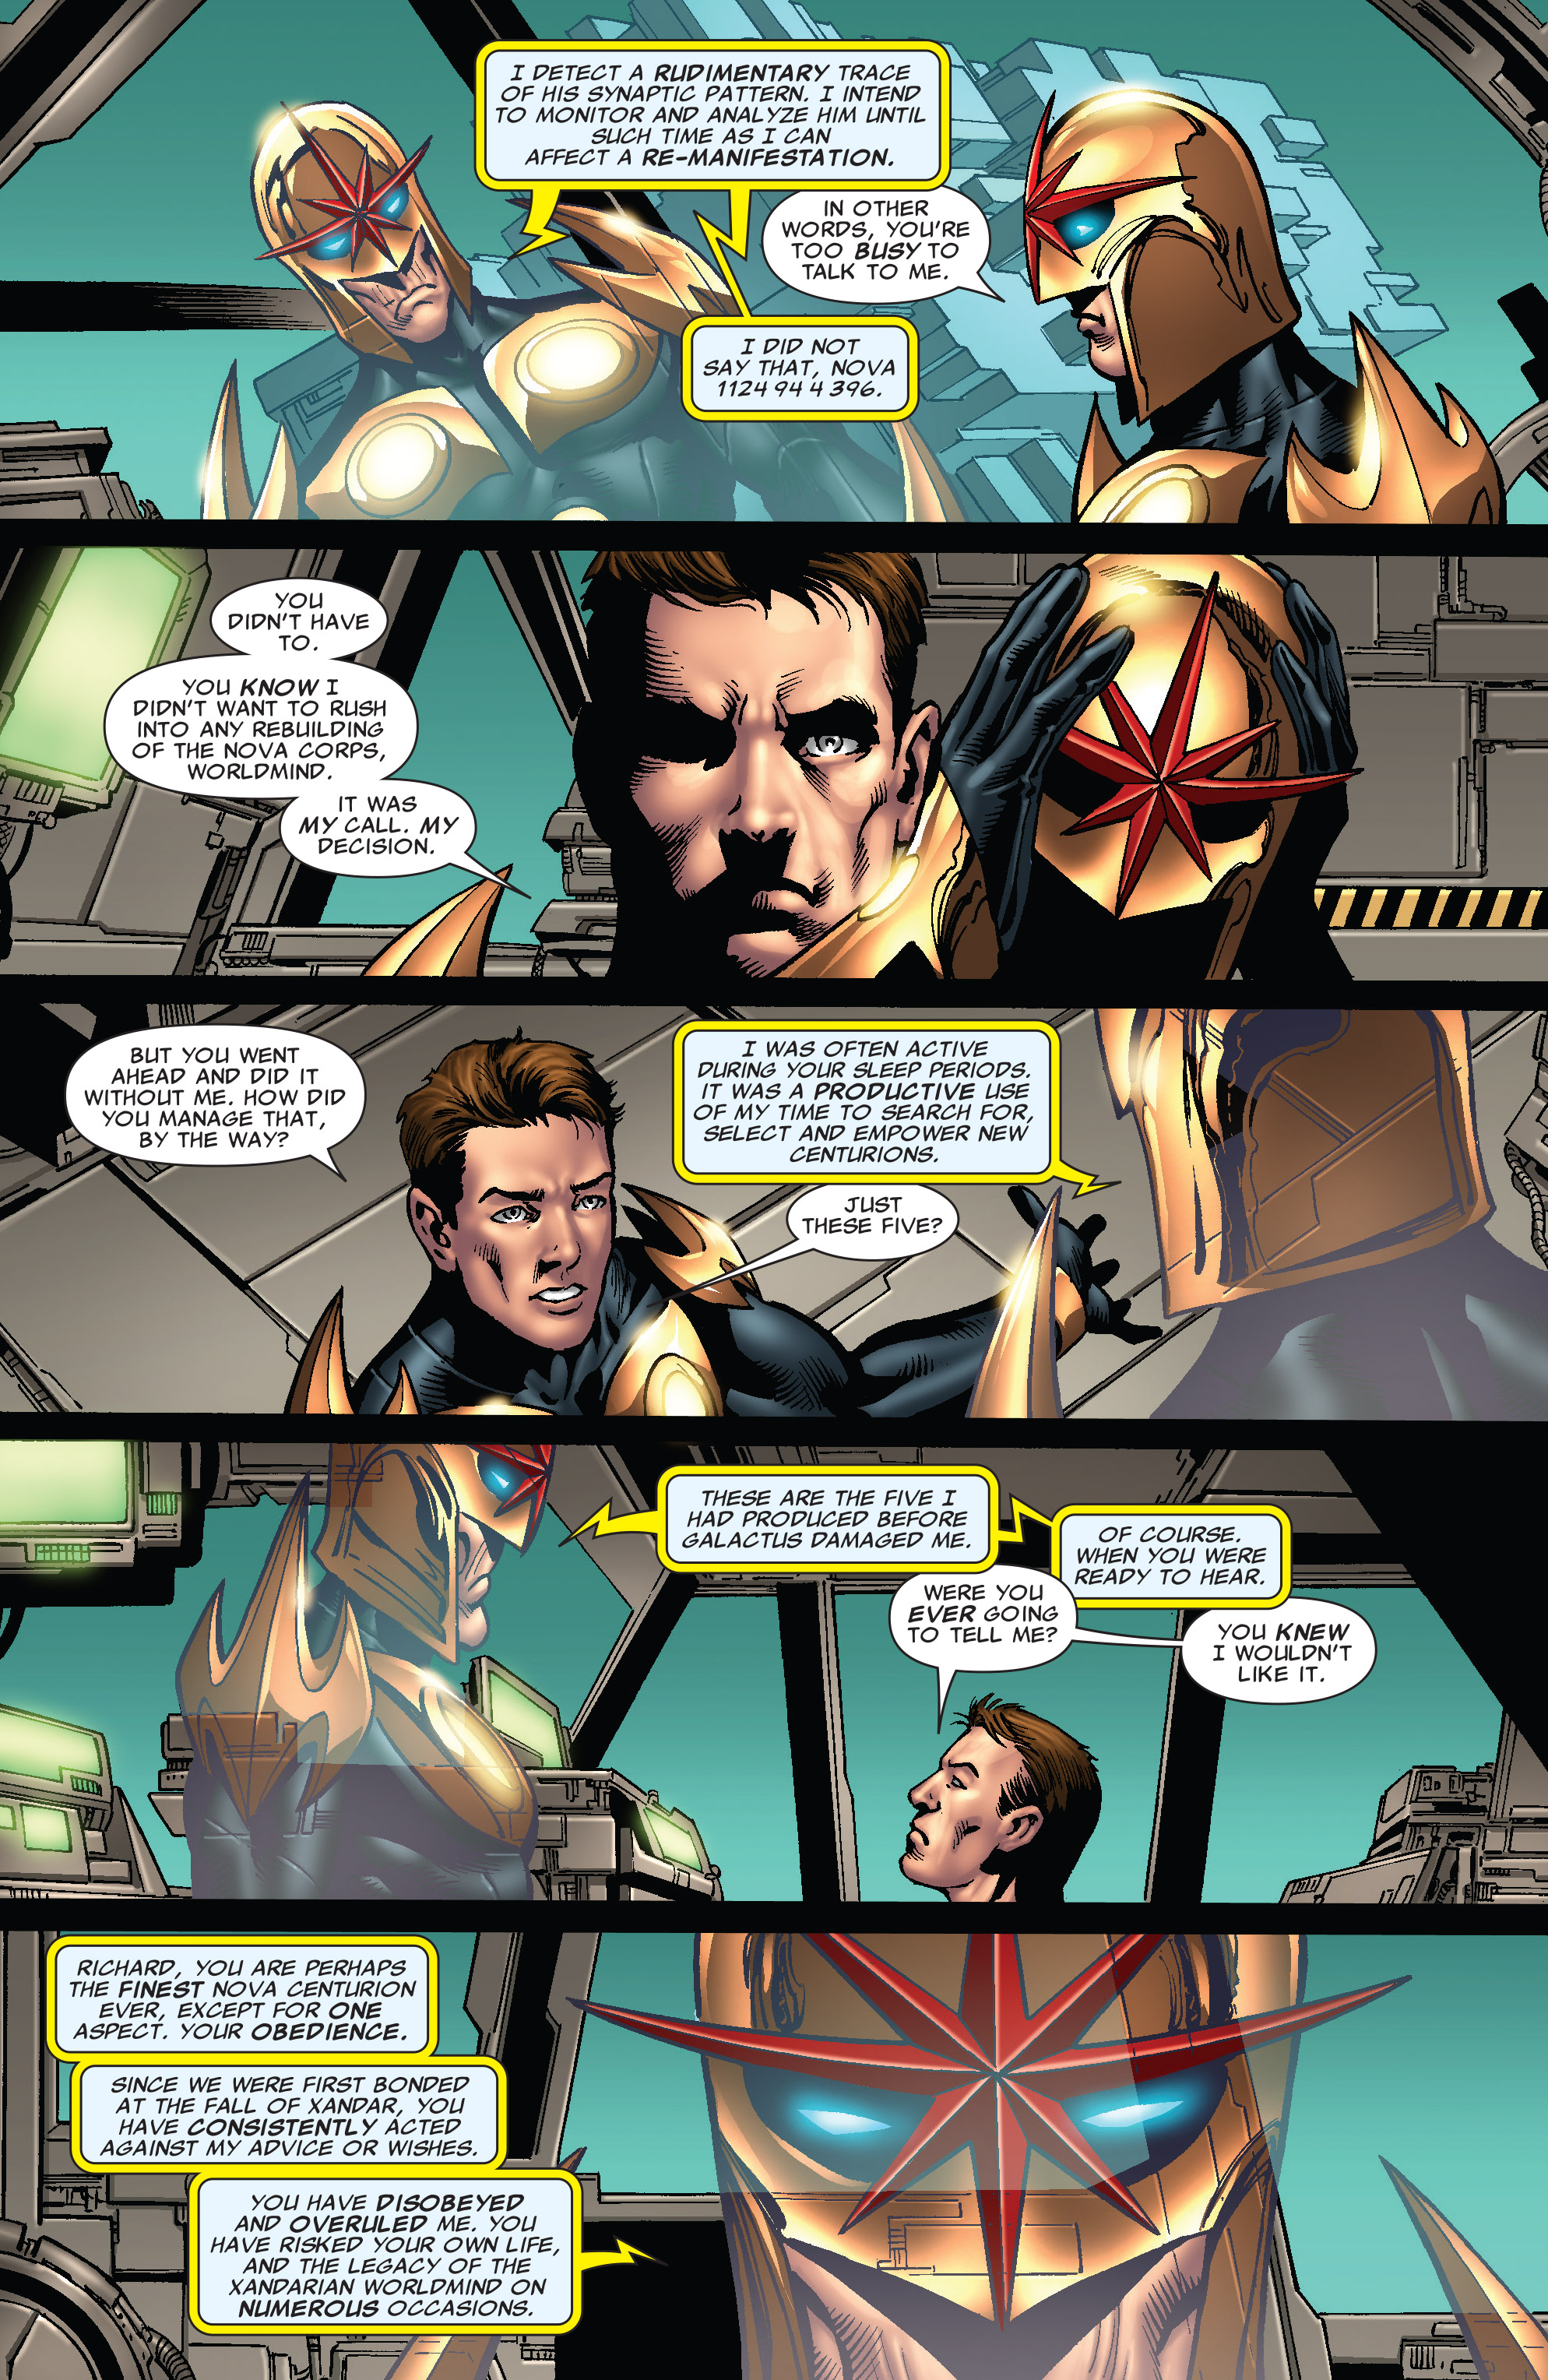 I DETECT A RUDIMENTARY TRACE
OF HIS SYNAPTIC PATTERN. I INTEND
TO MONITOR AND ANALYZE HIM UNTIL
SUCH TIME AS I CAN
AFFECT A RE-MANIFESTATION.
IN OTHER
WORDS, YOU'RE
TOO BUSY TO
TALK TO ME.
I DID NOT
SAY THAT, NOVA
11249 4 4 396.
YOU
DIDN'T HAVE
TO.
YOU KNOW I
DIDN'T WANT TO RUSH
INTO ANY REBUILDING
OF THE NOVA CORPS,
WORLDMIND.
IT WAS
MY CALL. MY
DECISION.
BUT YOU WENT
AHEAD AND DID IT
WITHOUT ME. HOW DID
YOU MANAGE THAT,
BY THE WAY?
I WAS OFTEN ACTIVE
DURING YOUR SLEEP PERIODS.
IT WAS A PRODUCTIVE USE
OF MY TIME TO SEARCH FOR,
SELECT AND EMPOWER NEW
CENTURIONS.
JUST
THESE FIVE?
THESE ARE THE FIVE I
HAD PRODUCED BEFORE
GALACTUS DAMAGED ME.
WERE YOU
EVER GOING
TO TELL ME?
OF COURSE.
WHEN YOU WERE
READY TO HEAR.
YOU KNEW
I WOULDN'T
LIKE IT.
RICHARD, YOU ARE PERHAPS
THE FINEST NOVA CENTURION
EVER, EXCEPT FOR ONE
ASPECT. YOUR OBEDIENCE.
SINCE WE WERE FIRST BONDED
AT THE FALL OF XANDAR, YOU
HAVE CONSISTENTLY ACTED
AGAINST MY ADVICE OR WISHES.
YOU HAVE DISOBEYED
AND OVERULED ME. YOU
HAVE RISKED YOUR OWN LIFE,
AND THE LEGACY OF THE
XANDARIAN WORLDMIND ON
NUMEROUS OCCASIONS.